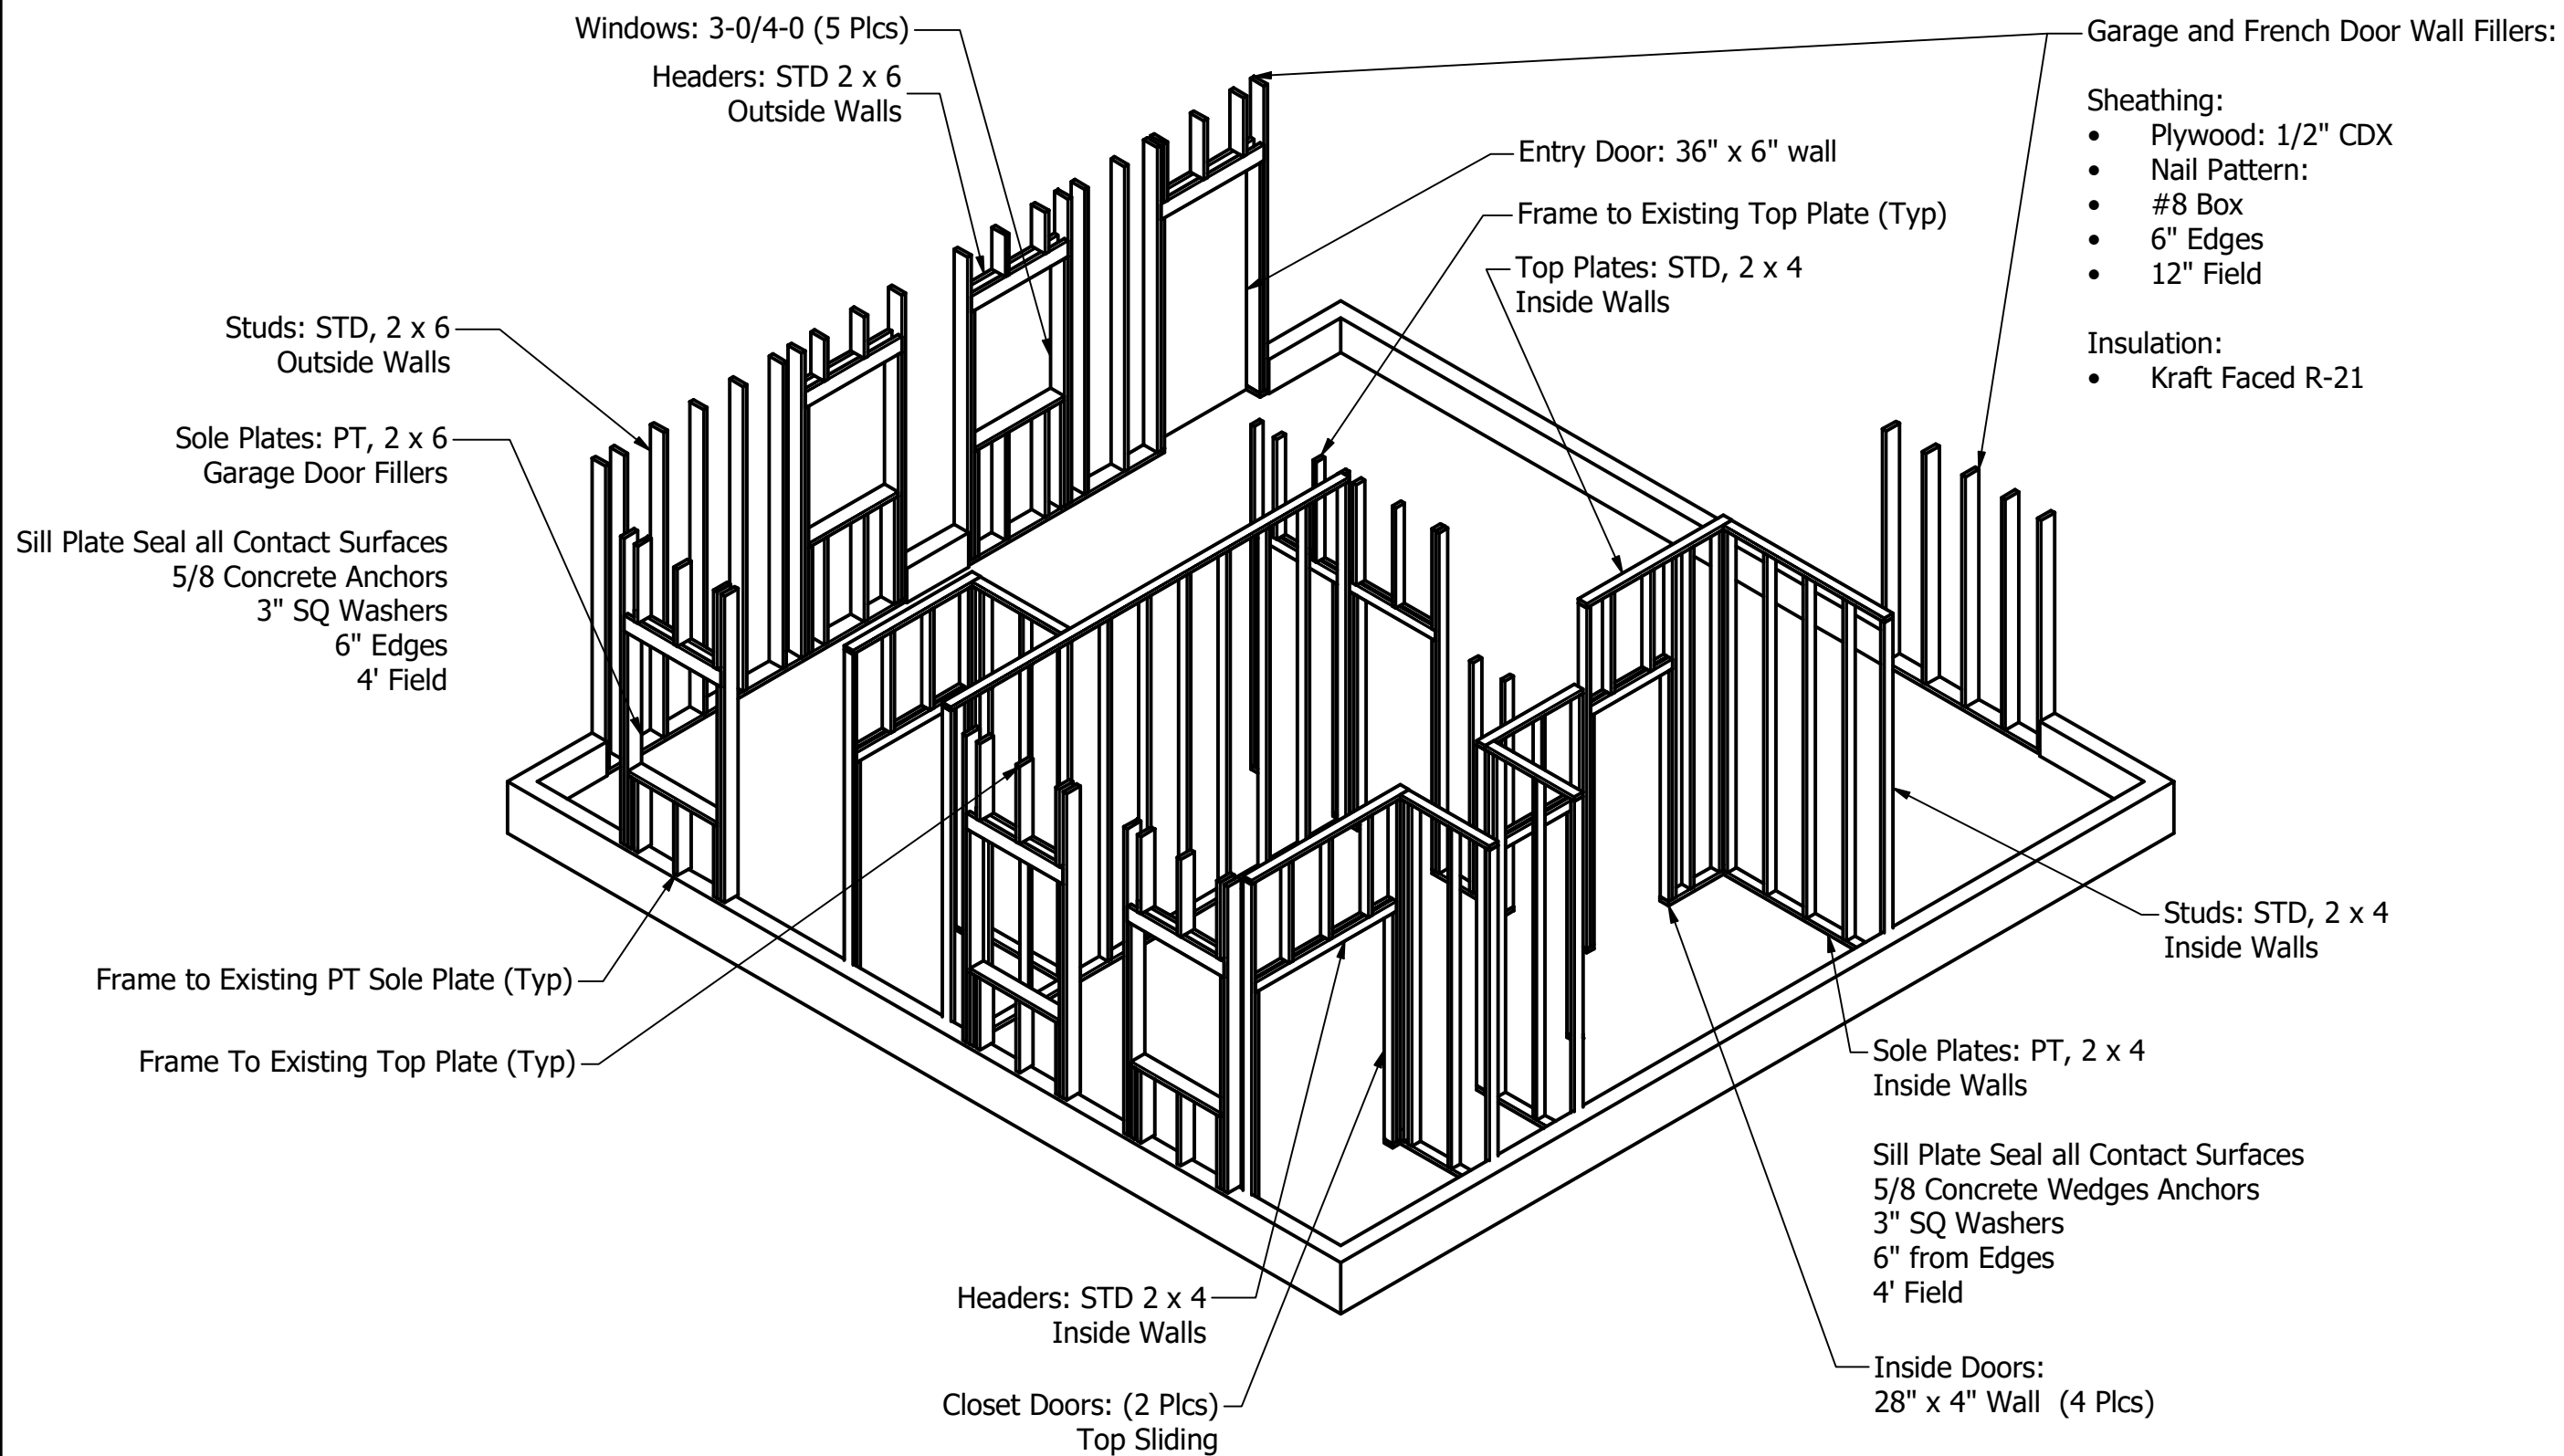 Windows: 3-0/4-0 (5 Plcs)
Headers: STD 2 x 6
Outside Walls
Studs: STD, 2 x 6
Outside Walls
Sole Plates: PT, 2 x 6
Garage Door Fillers
Sill Plate Seal all Contact Surfaces
5/8 Concrete Anchors
3" SQ Washers
6" Edges
4' Field
Frame to Existing PT Sole Plate (Typ)
Frame To Existing Top Plate (Typ)
Entry Door: 36" x 6" wall
Frame to Existing Top Plate (Typ)
Top Plates: STD, 2 x 4
Inside Walls
Garage and French Door Wall Fillers:
Sheathing:
• Plywood: 1/2" CDX
• Nail Pattern:
• #8 Box
• 6" Edges
• 12" Field
Insulation:
• Kraft Faced R-21
Studs: STD, 2 x 4
Inside Walls
Sole Plates: PT, 2 x 4
Inside Walls
Sill Plate Seal all Contact Surfaces
5/8 Concrete Wedges Anchors
3" SQ Washers
6" from Edges
4' Field
Inside Doors:
28" x 4" Wall (4 Plcs)
Headers: STD 2 x 4
Inside Walls
Closet Doors: (2 Plcs)
Top Sliding